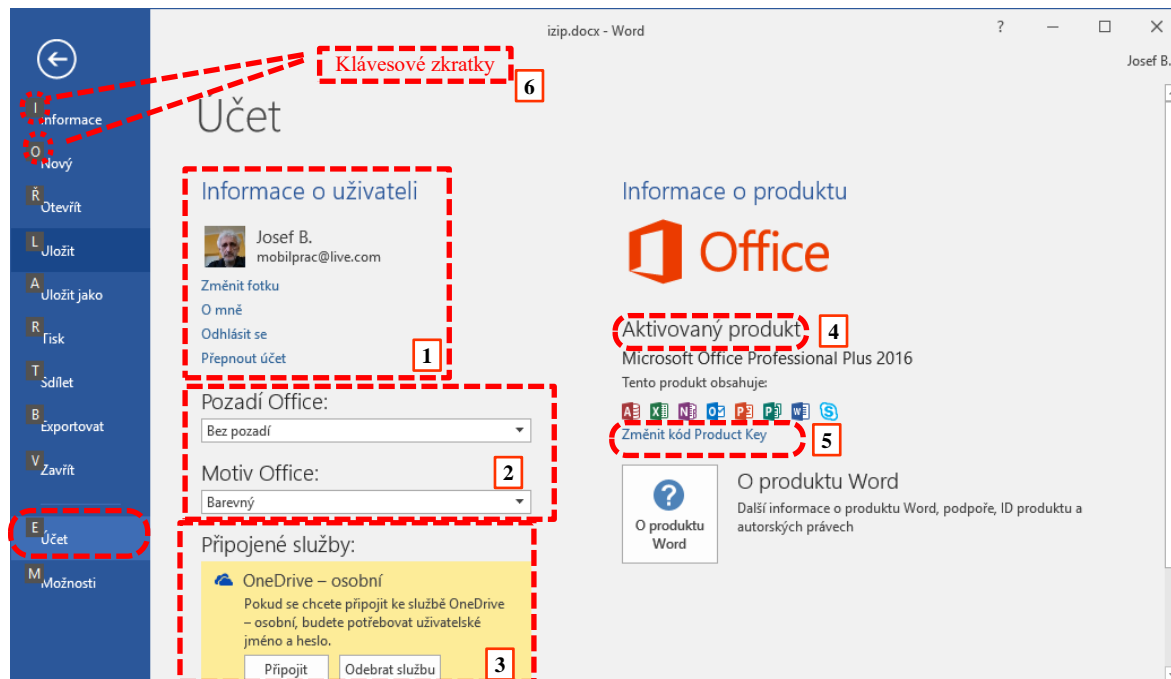 izip.docx - Word
?
Josef B.
Klávesové zkratky
6
I
Informace
O
Nový
Ř
Otevřít
L
Uložit
A
Uložit jako
R
Tisk
T
Sdílet
B
Exportovat
V
Zavřít
E
Účet
M
Možnosti
Účet
Informace o uživateli
Josef B.
mobilprac@live.com
Změnit fotku
O mně
Odhlásit se
Přepnout účet
1
Pozadí Office:
Bez pozadí
Motiv Office:
2
Barevný
Připojené služby:
OneDrive – osobní
Pokud se chcete připojit ke službě OneDrive
– osobní, budete potřebovat uživatelské
jméno a heslo.
Připojit
Odebrat službu
3
Informace o produktu
Office
Aktivovaný produkt
4
Microsoft Office Professional Plus 2016
Tento produkt obsahuje:
Změnit kód Product Key
5
O produktu
Word
O produktu Word
Další informace o produktu Word, podpoře, ID produktu a
autorských právech